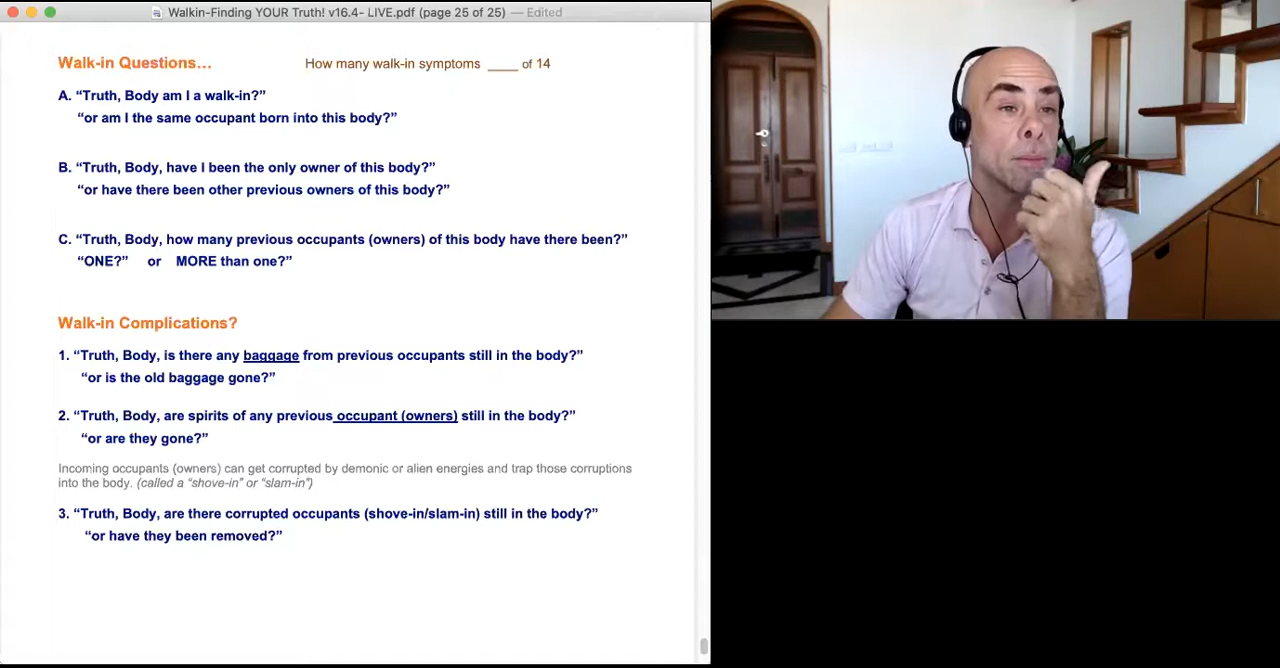 Walkin-Finding YOUR Truth! v16.4- LIVE.pdf (page 25 of 25) — Edited
Walk-in Questions… How many walk-in symptoms ____ of 14
A. “Truth, Body am I a walk-in?”
“or am I the same occupant born into this body?”
B. “Truth, Body, have I been the only owner of this body?”
“or have there been other previous owners of this body?”
C. “Truth, Body, how many previous occupants (owners) of this body have there been?”
“ONE?” or MORE than one?”
Walk-in Complications?
1. “Truth, Body, is there any baggage from previous occupants still in the body?”
“or is the old baggage gone?”
2. “Truth, Body, are spirits of any previous occupant (owners) still in the body?”
“or are they gone?”
Incoming occupants (owners) can get corrupted by demonic or alien energies and trap those corruptions
into the body. (called a “shove-in” or “slam-in”)
3. “Truth, Body, are there corrupted occupants (shove-in/slam-in) still in the body?”
“or have they been removed?”